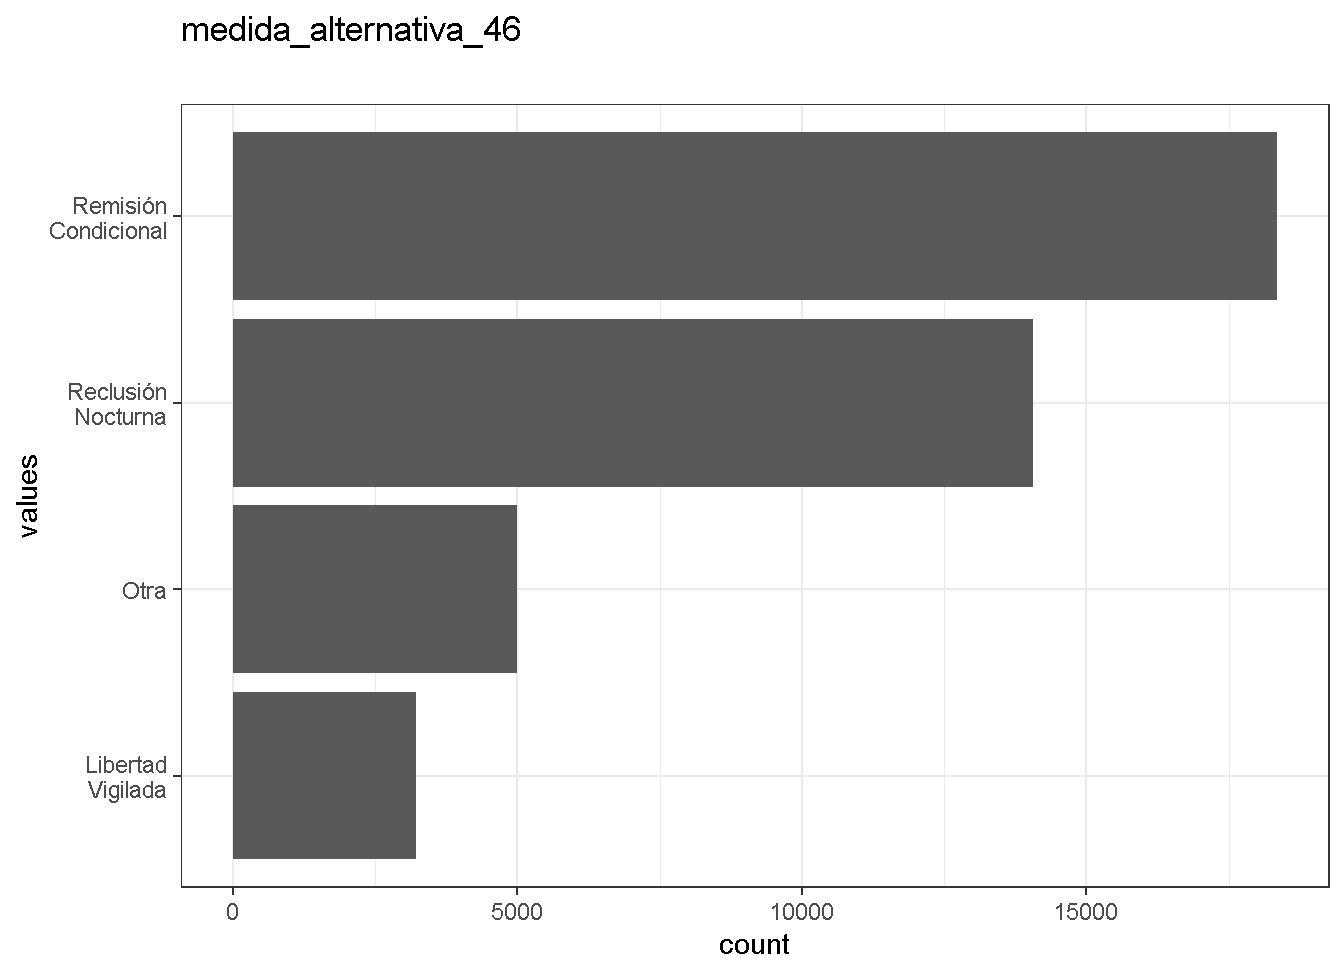 medida_alternativa_46
values
Remisión
Condicional
Reclusión
Nocturna
Otra
Libertad
Vigilada
0
5000
10000
15000
count